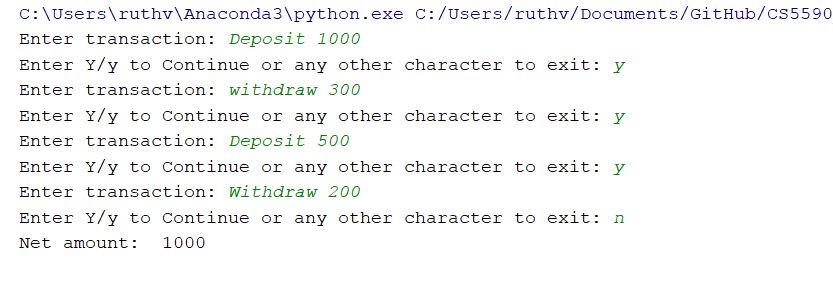 C:\Users\ruthv\Anaconda3\python.exe C:/Users/ruthv/Documents/GitHub/CS5590
Enter transaction: Deposit 1000
Enter Y/y to Continue or any other character to exit: y
Enter transaction: withdraw 300
Enter Y/y to Continue or any other character to exit: y
Enter transaction: Deposit 500
Enter Y/y to Continue or any other character to exit: y
Enter transaction: Withdraw 200
Enter Y/y to Continue or any other character to exit: n
Net amount:  1000